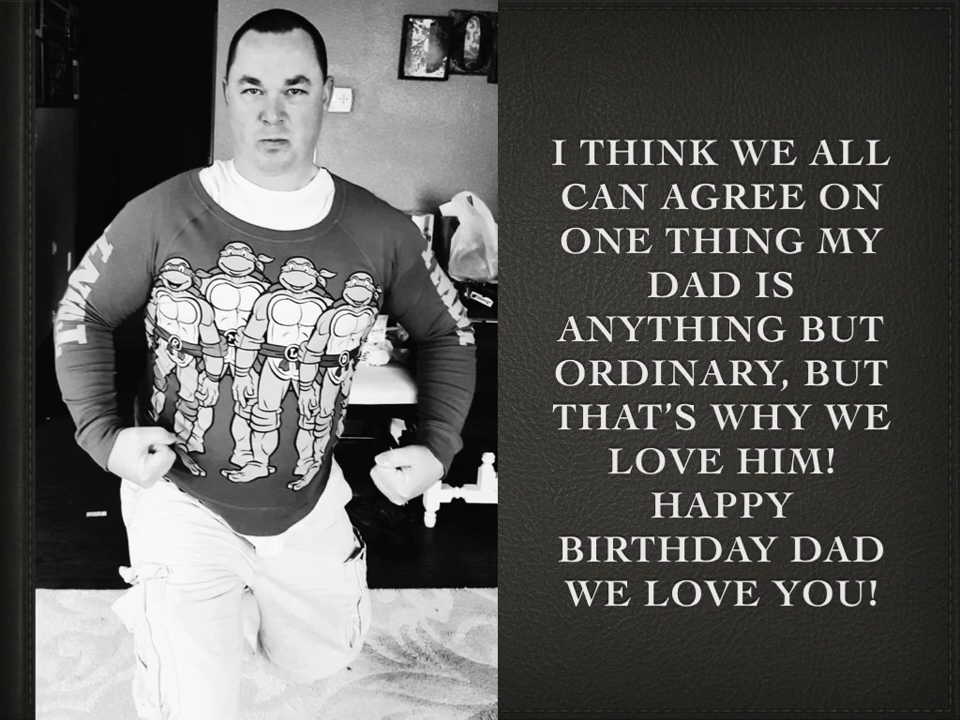 I THINK WE ALL
CAN AGREE ON
ONE THING MY
DAD IS
ANYTHING BUT
ORDINARY, BUT
THAT'S WHY WE
LOVE HIM!
HAPPY
BIRTHDAY DAD
WE LOVE YOU!